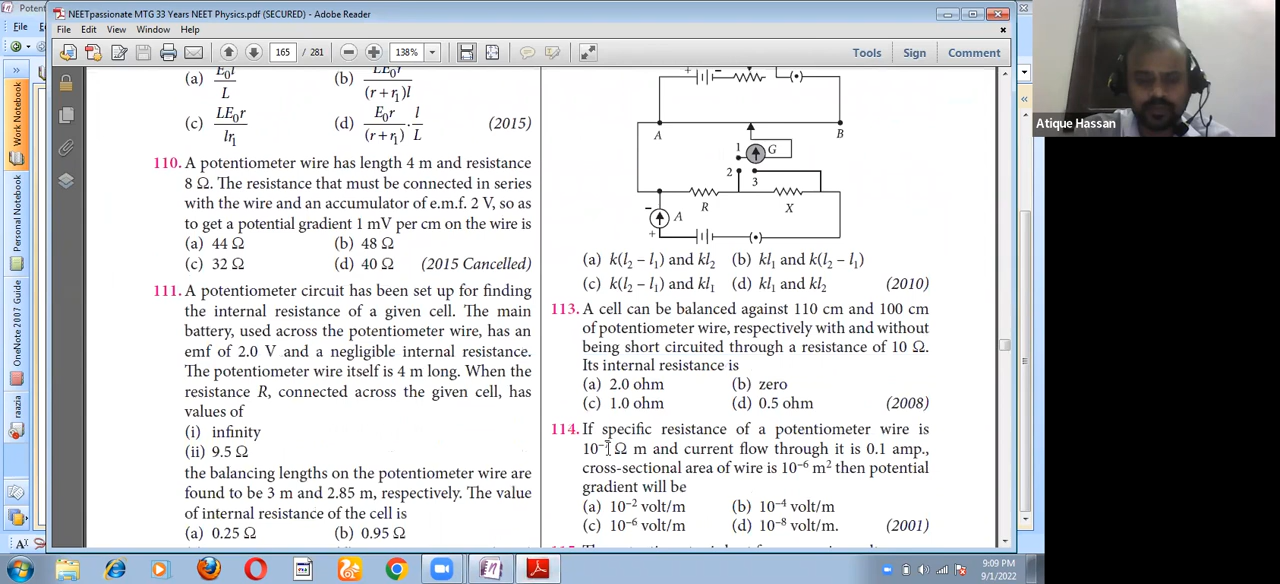 NEETpassionate MTG 33 Years NEET Physics.pdf (SECURED) - Adobe Reader
File Edit View Window Help
165 / 281 138% Tools Sign Comment
(a) E₀l / L (b) LE₀r / (r + r₁)l
(c) LE₀r / lr₁ (d) E₀r / (r + r₁) · l / L (2015)
110. A potentiometer wire has length 4 m and resistance
8 Ω. The resistance that must be connected in series
with the wire and an accumulator of e.m.f. 2 V, so as
to get a potential gradient 1 mV per cm on the wire is
(a) 44 Ω (b) 48 Ω
(c) 32 Ω (d) 40 Ω (2015 Cancelled)
111. A potentiometer circuit has been set up for finding
the internal resistance of a given cell. The main
battery, used across the potentiometer wire, has an
emf of 2.0 V and a negligible internal resistance.
The potentiometer wire itself is 4 m long. When the
resistance R, connected across the given cell, has
values of
(i) infinity
(ii) 9.5 Ω
the balancing lengths on the potentiometer wire are
found to be 3 m and 2.85 m, respectively. The value
of internal resistance of the cell is
(a) 0.25 Ω (b) 0.95 Ω
+ −
A B
1 G
2 3
R X
− A
+
(a) k(l₂ – l₁) and kl₂ (b) kl₁ and k(l₂ – l₁)
(c) k(l₂ – l₁) and kl₁ (d) kl₁ and kl₂ (2010)
113. A cell can be balanced against 110 cm and 100 cm
of potentiometer wire, respectively with and without
being short circuited through a resistance of 10 Ω.
Its internal resistance is
(a) 2.0 ohm (b) zero
(c) 1.0 ohm (d) 0.5 ohm (2008)
114. If specific resistance of a potentiometer wire is
Ω m and current flow through it is 0.1 amp.,
cross-sectional area of wire is 10⁻⁶ m² then potential
gradient will be
(a) 10⁻² volt/m (b) 10⁻⁴ volt/m
(c) 10⁻⁶ volt/m (d) 10⁻⁸ volt/m. (2001)
Atique Hassan
Work Notebook
Personal Notebook
OneNote 2007 Guide
raazia
File
9:09 PM
9/1/2022